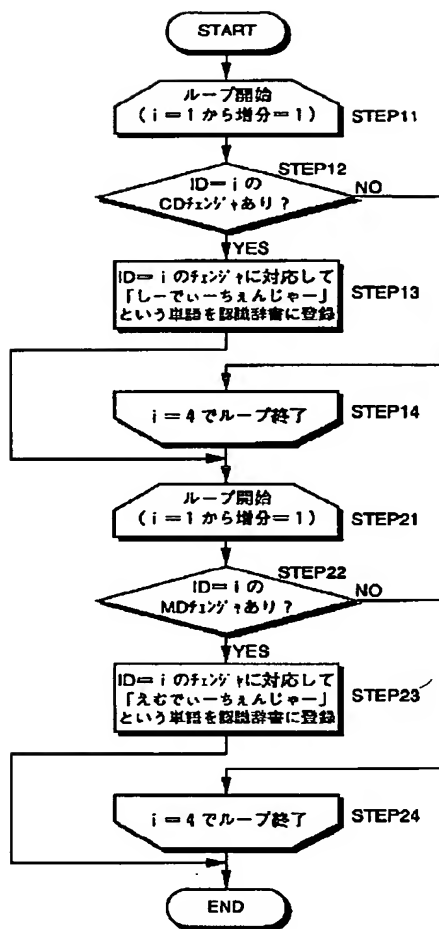 START
ループ開始
(i=1から増分=1)
STEP11
STEP12
ID=iの
CDチェンジャあり?
NO
YES
ID=iのチェンジャに対応して
「しーでぃーちぇんじゃー」
という単語を認識辞書に登録
STEP13
i=4でループ終了
STEP14
ループ開始
(i=1から増分=1)
STEP21
STEP22
ID=iの
MDチェンジャあり?
NO
YES
ID=iのチェンジャに対応して
「えむでぃーちぇんじゃー」
という単語を認識辞書に登録
STEP23
i=4でループ終了
STEP24
END